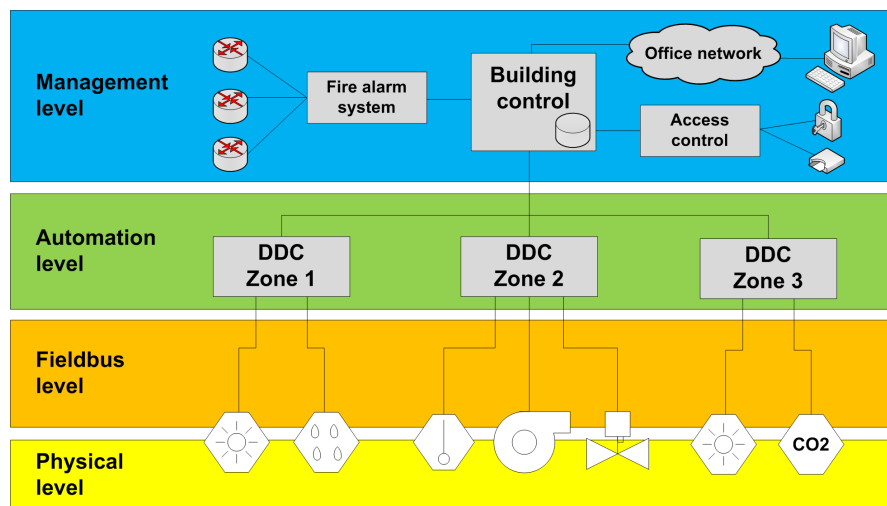 Management
level
Fire alarm
system
Building
control
Office network
Access
control
Automation
level
DDC
Zone 1
DDC
Zone 2
DDC
Zone 3
Fieldbus
level
Physical
level
CO2